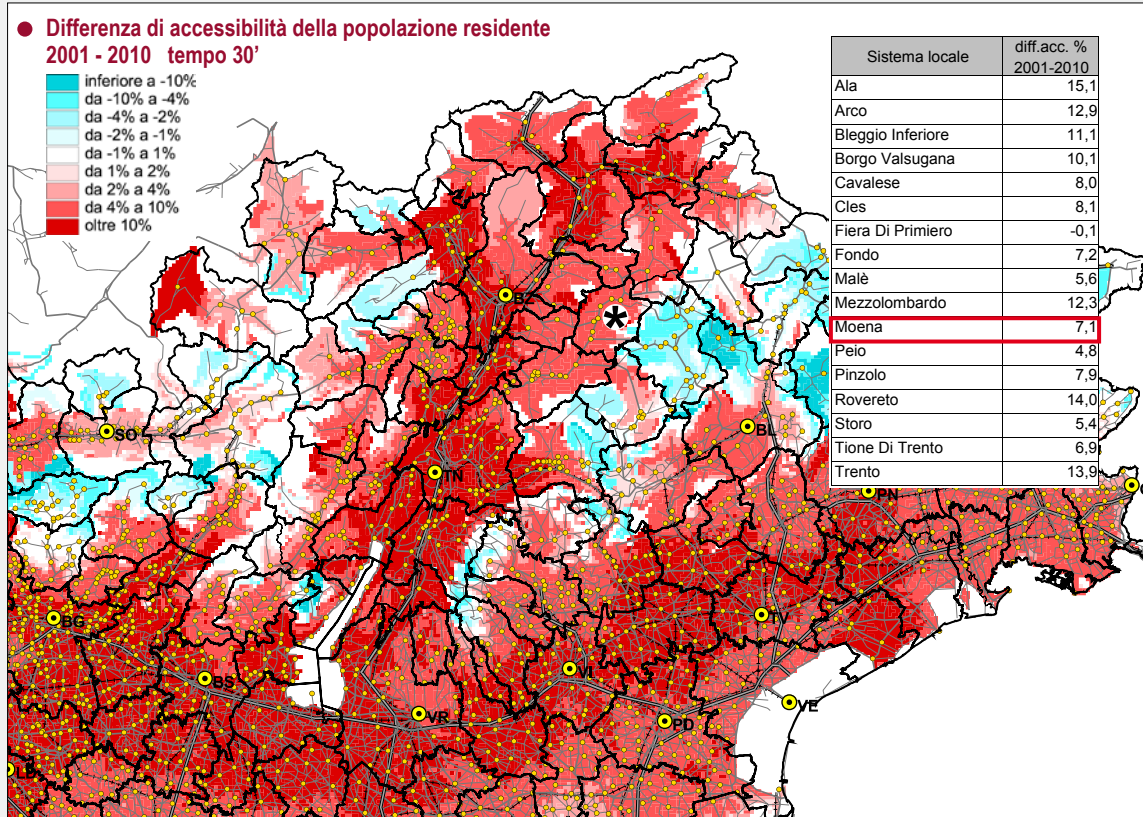 ● Differenza di accessibilità della popolazione residente
2001 - 2010 tempo 30'
inferiore a -10%
da -10% a -4%
da -4% a -2%
da -2% a -1%
da -1% a 1%
da 1% a 2%
da 2% a 4%
da 4% a 10%
oltre 10%
Sistema locale diff.acc. % 2001-2010
Ala 15,1
Arco 12,9
Bleggio Inferiore 11,1
Borgo Valsugana 10,1
Cavalese 8,0
Cles 8,1
Fiera Di Primiero -0,1
Fondo 7,2
Malè 5,6
Mezzolombardo 12,3
Moena 7,1
Peio 4,8
Pinzolo 7,9
Rovereto 14,0
Storo 5,4
Tione Di Trento 6,9
Trento 13,9
BZ
*
SO
BL
TN
PN
BG
BS
VI
VR
PD
VE